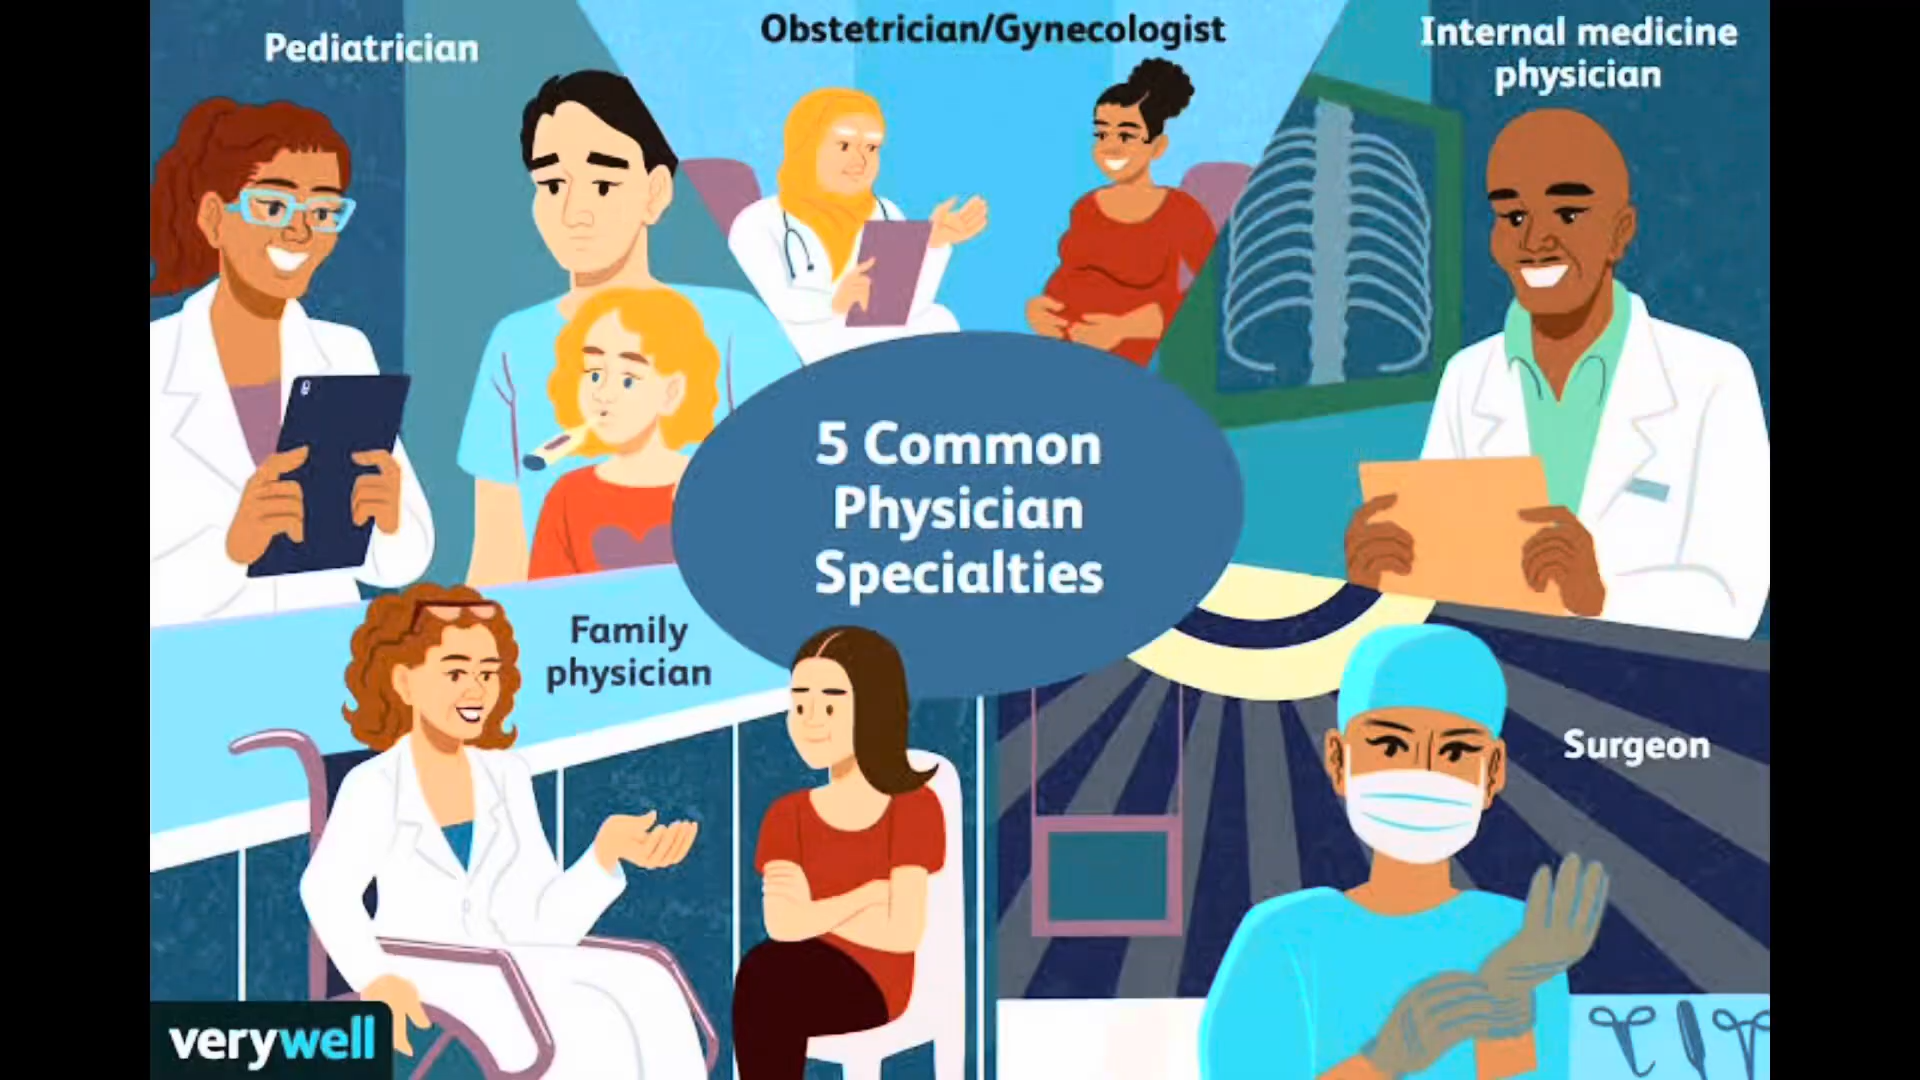 Pediatrician
Obstetrician/Gynecologist
Internal medicine
physician
5 Common
Physician
Specialties
Family
physician
Surgeon
verywell